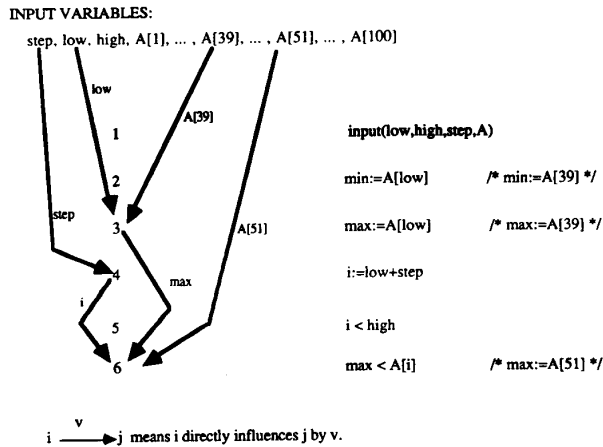 INPUT VARIABLES:
step, low, high, A[1], ... , A[39], ... , A[51], ... , A[100]
low
A[39]
1 input(low,high,step,A)
2 min:=A[low] /* min:=A[39] */
step
3 A[51] max:=A[low] /* max:=A[39] */
4 max i:=low+step
i
5 i < high
6 max < A[i] /* max:=A[51] */
v
i j means i directly influences j by v.